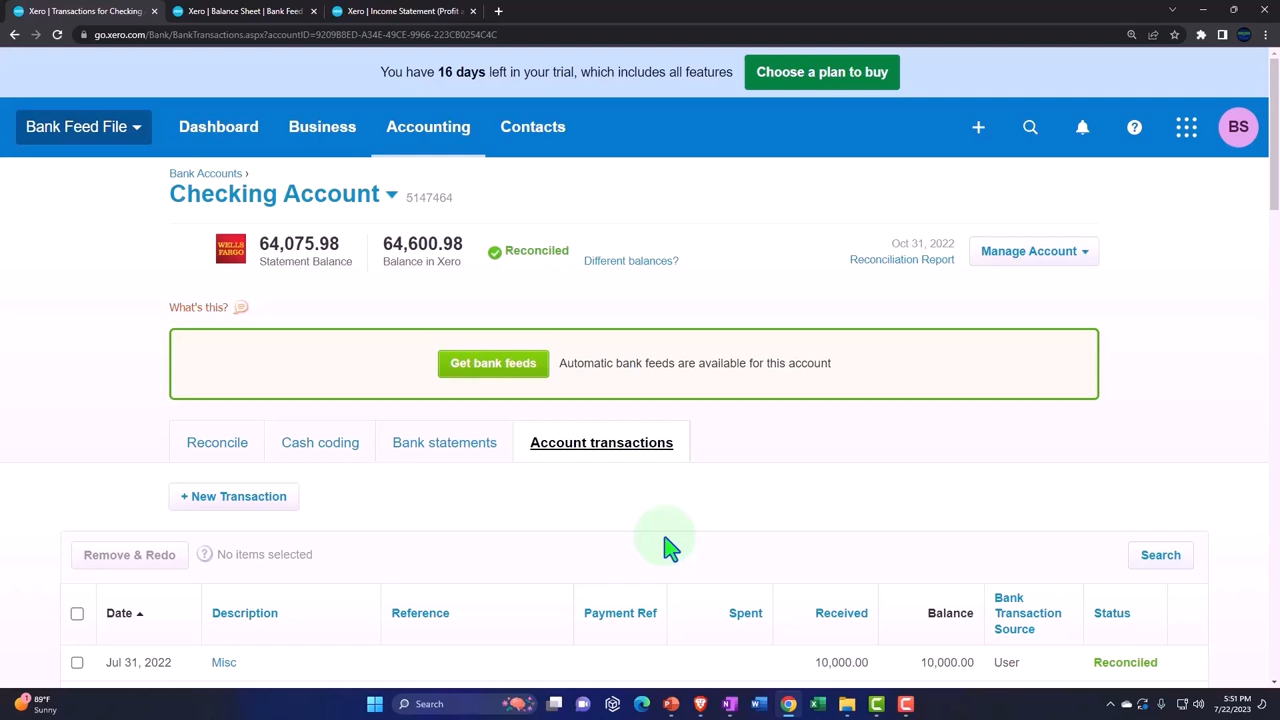 Xero | Transactions for Checking
Xero | Balance Sheet | Bank Feed
Xero | Income Statement (Profit a
go.xero.com/Bank/BankTransactions.aspx?accountID=9209B8ED-A34E-49CE-9966-223CB0254C4C
You have 16 days left in your trial, which includes all features
Choose a plan to buy
Bank Feed File Dashboard Business Accounting Contacts BS
Bank Accounts ›
Checking Account 5147464
WELLS FARGO
64,075.98 64,600.98
Statement Balance Balance in Xero
Reconciled
Different balances?
Oct 31, 2022
Reconciliation Report
Manage Account
What's this?
Get bank feeds Automatic bank feeds are available for this account
Reconcile Cash coding Bank statements Account transactions
+ New Transaction
Remove & Redo ? No items selected Search
Date Description Reference Payment Ref Spent Received Balance Bank Transaction Source Status
Jul 31, 2022 Misc 10,000.00 10,000.00 User Reconciled
89°F
Sunny
Search
5:51 PM
7/22/2023